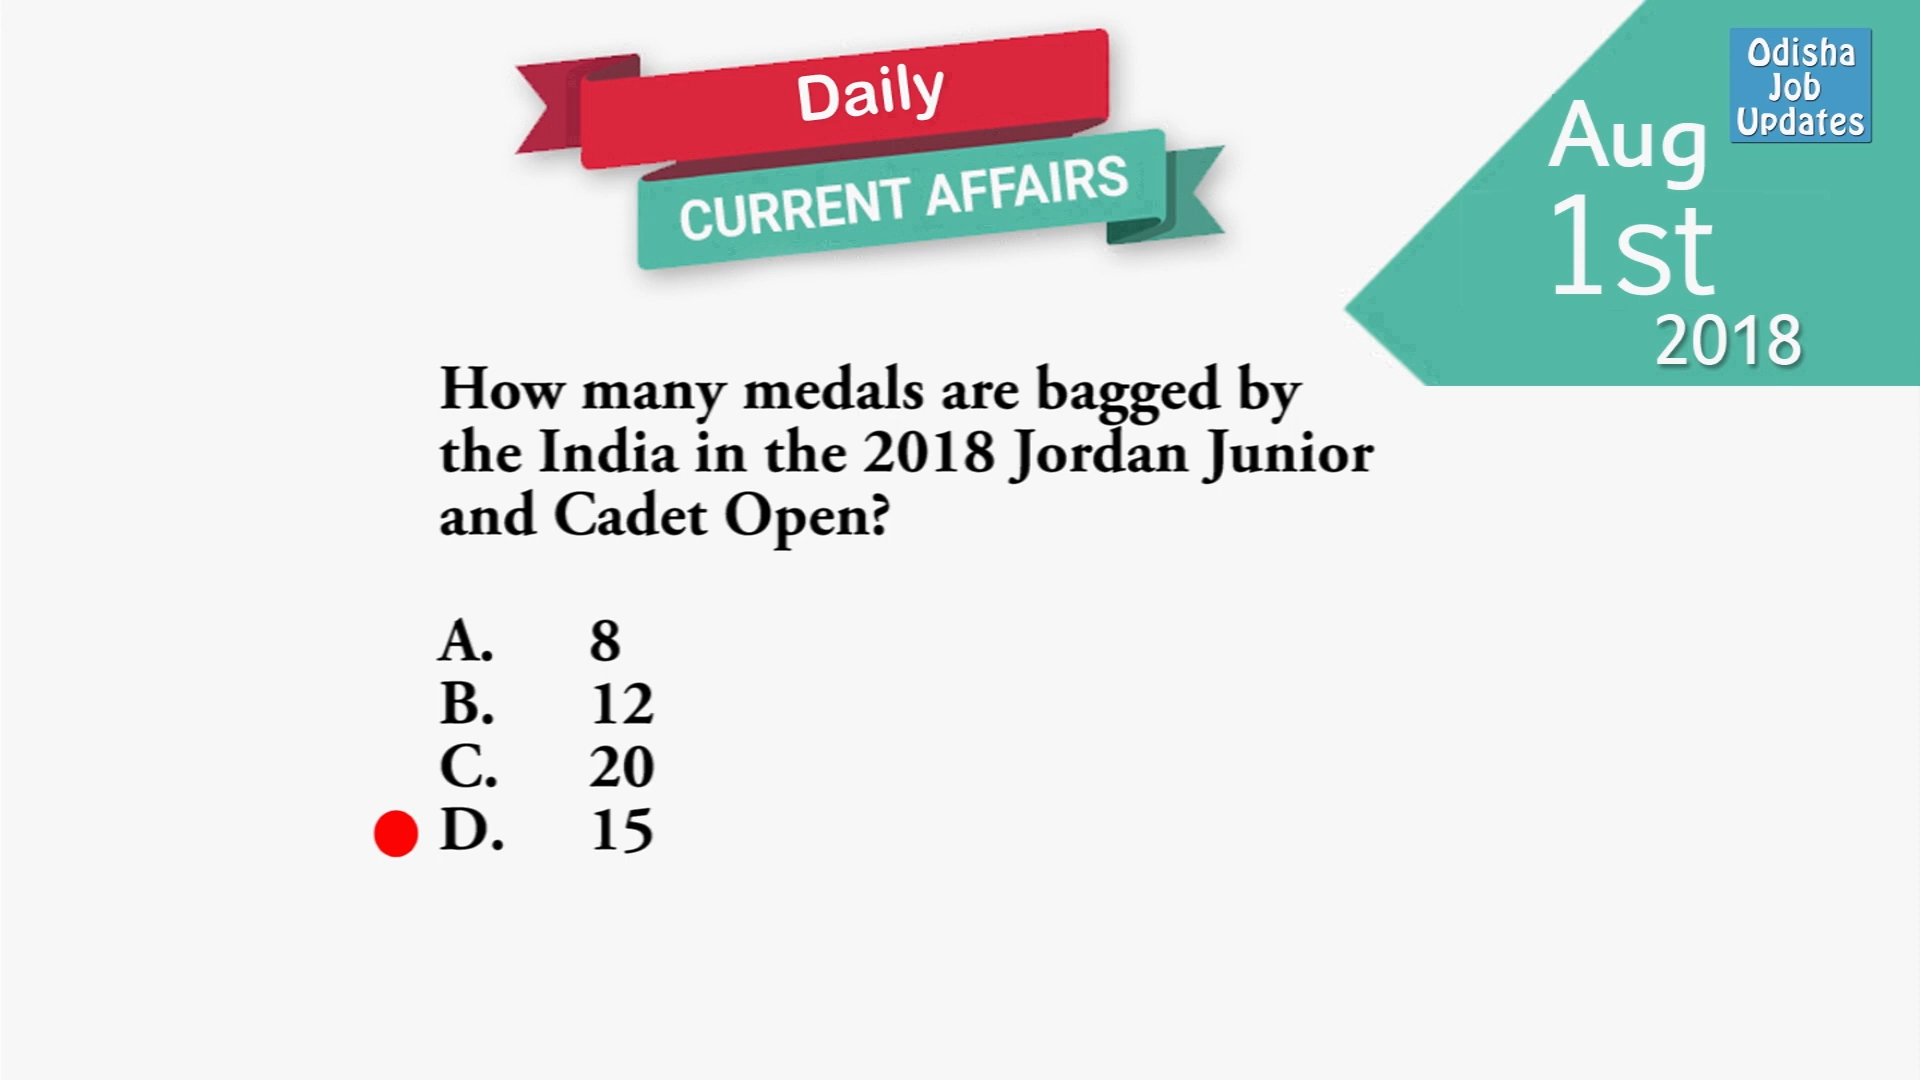 Daily
CURRENT AFFAIRS
Odisha
Job
Updates
Aug
1st
2018
How many medals are bagged by
the India in the 2018 Jordan Junior
and Cadet Open?
A. 8
B. 12
C. 20
D. 15